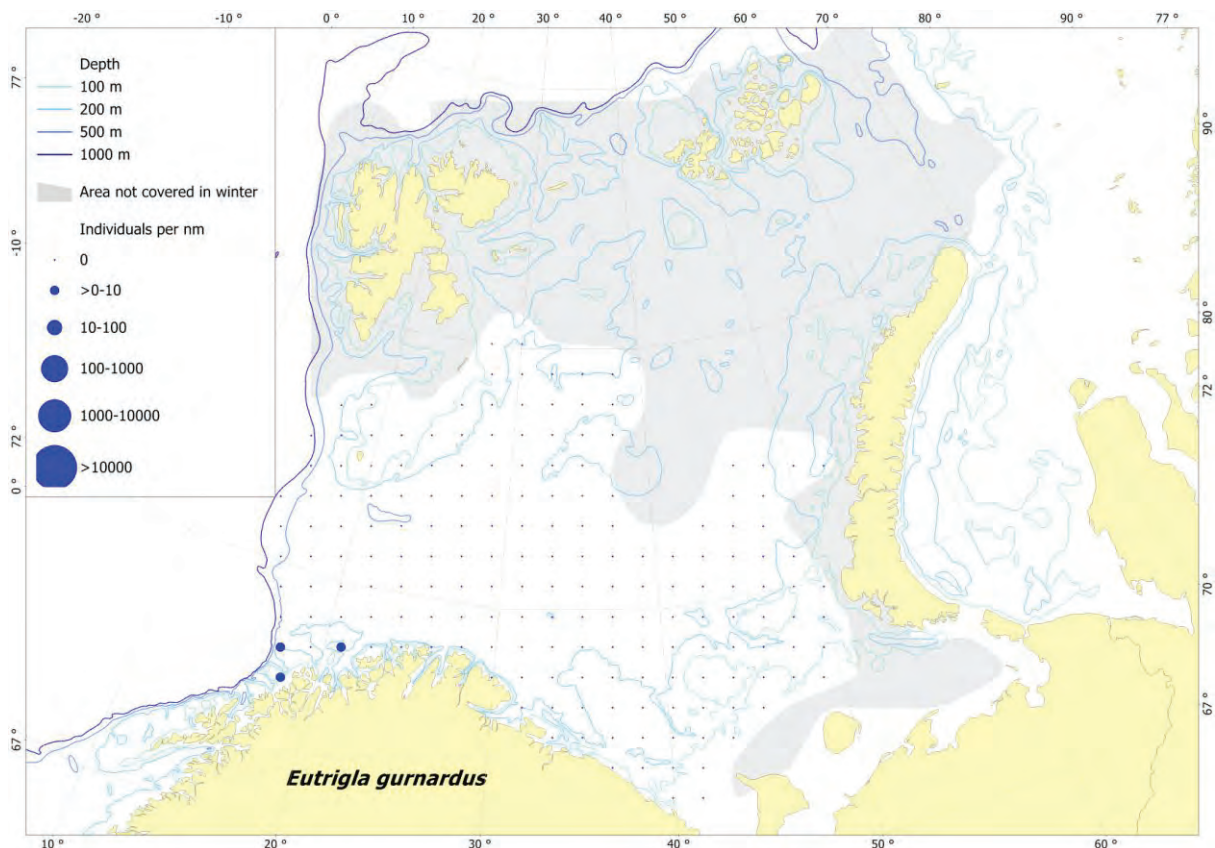 -20 ° -10 ° 0 ° 10 ° 20 ° 30 ° 40 ° 50 ° 60 ° 70 ° 80 ° 90 ° 77 °
77 °
-10 °
72 °
0 °
67 °
Depth
100 m
200 m
500 m
1000 m
Area not covered in winter
Individuals per nm
0
>0-10
10-100
100-1000
1000-10000
>10000
90 °
80 °
72 °
70 °
67 °
Eutrigla gurnardus
10 ° 20 ° 30 ° 40 ° 50 ° 60 °